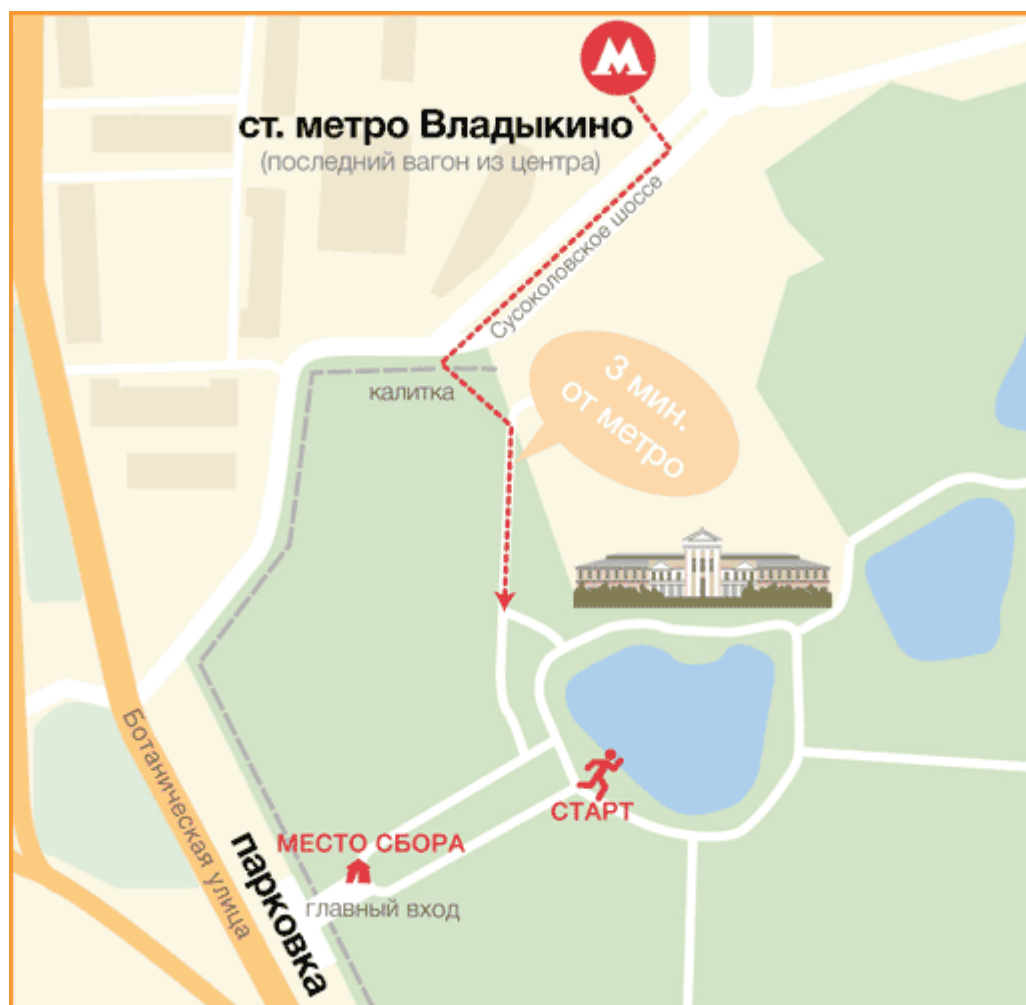 М
ст. метро Владыкино
(последний вагон из центра)
Сусоколовское шоссе
3 мин.
от метро
калитка
Ботаническая улица
СТАРТ
МЕСТО СБОРА
парковка
главный вход